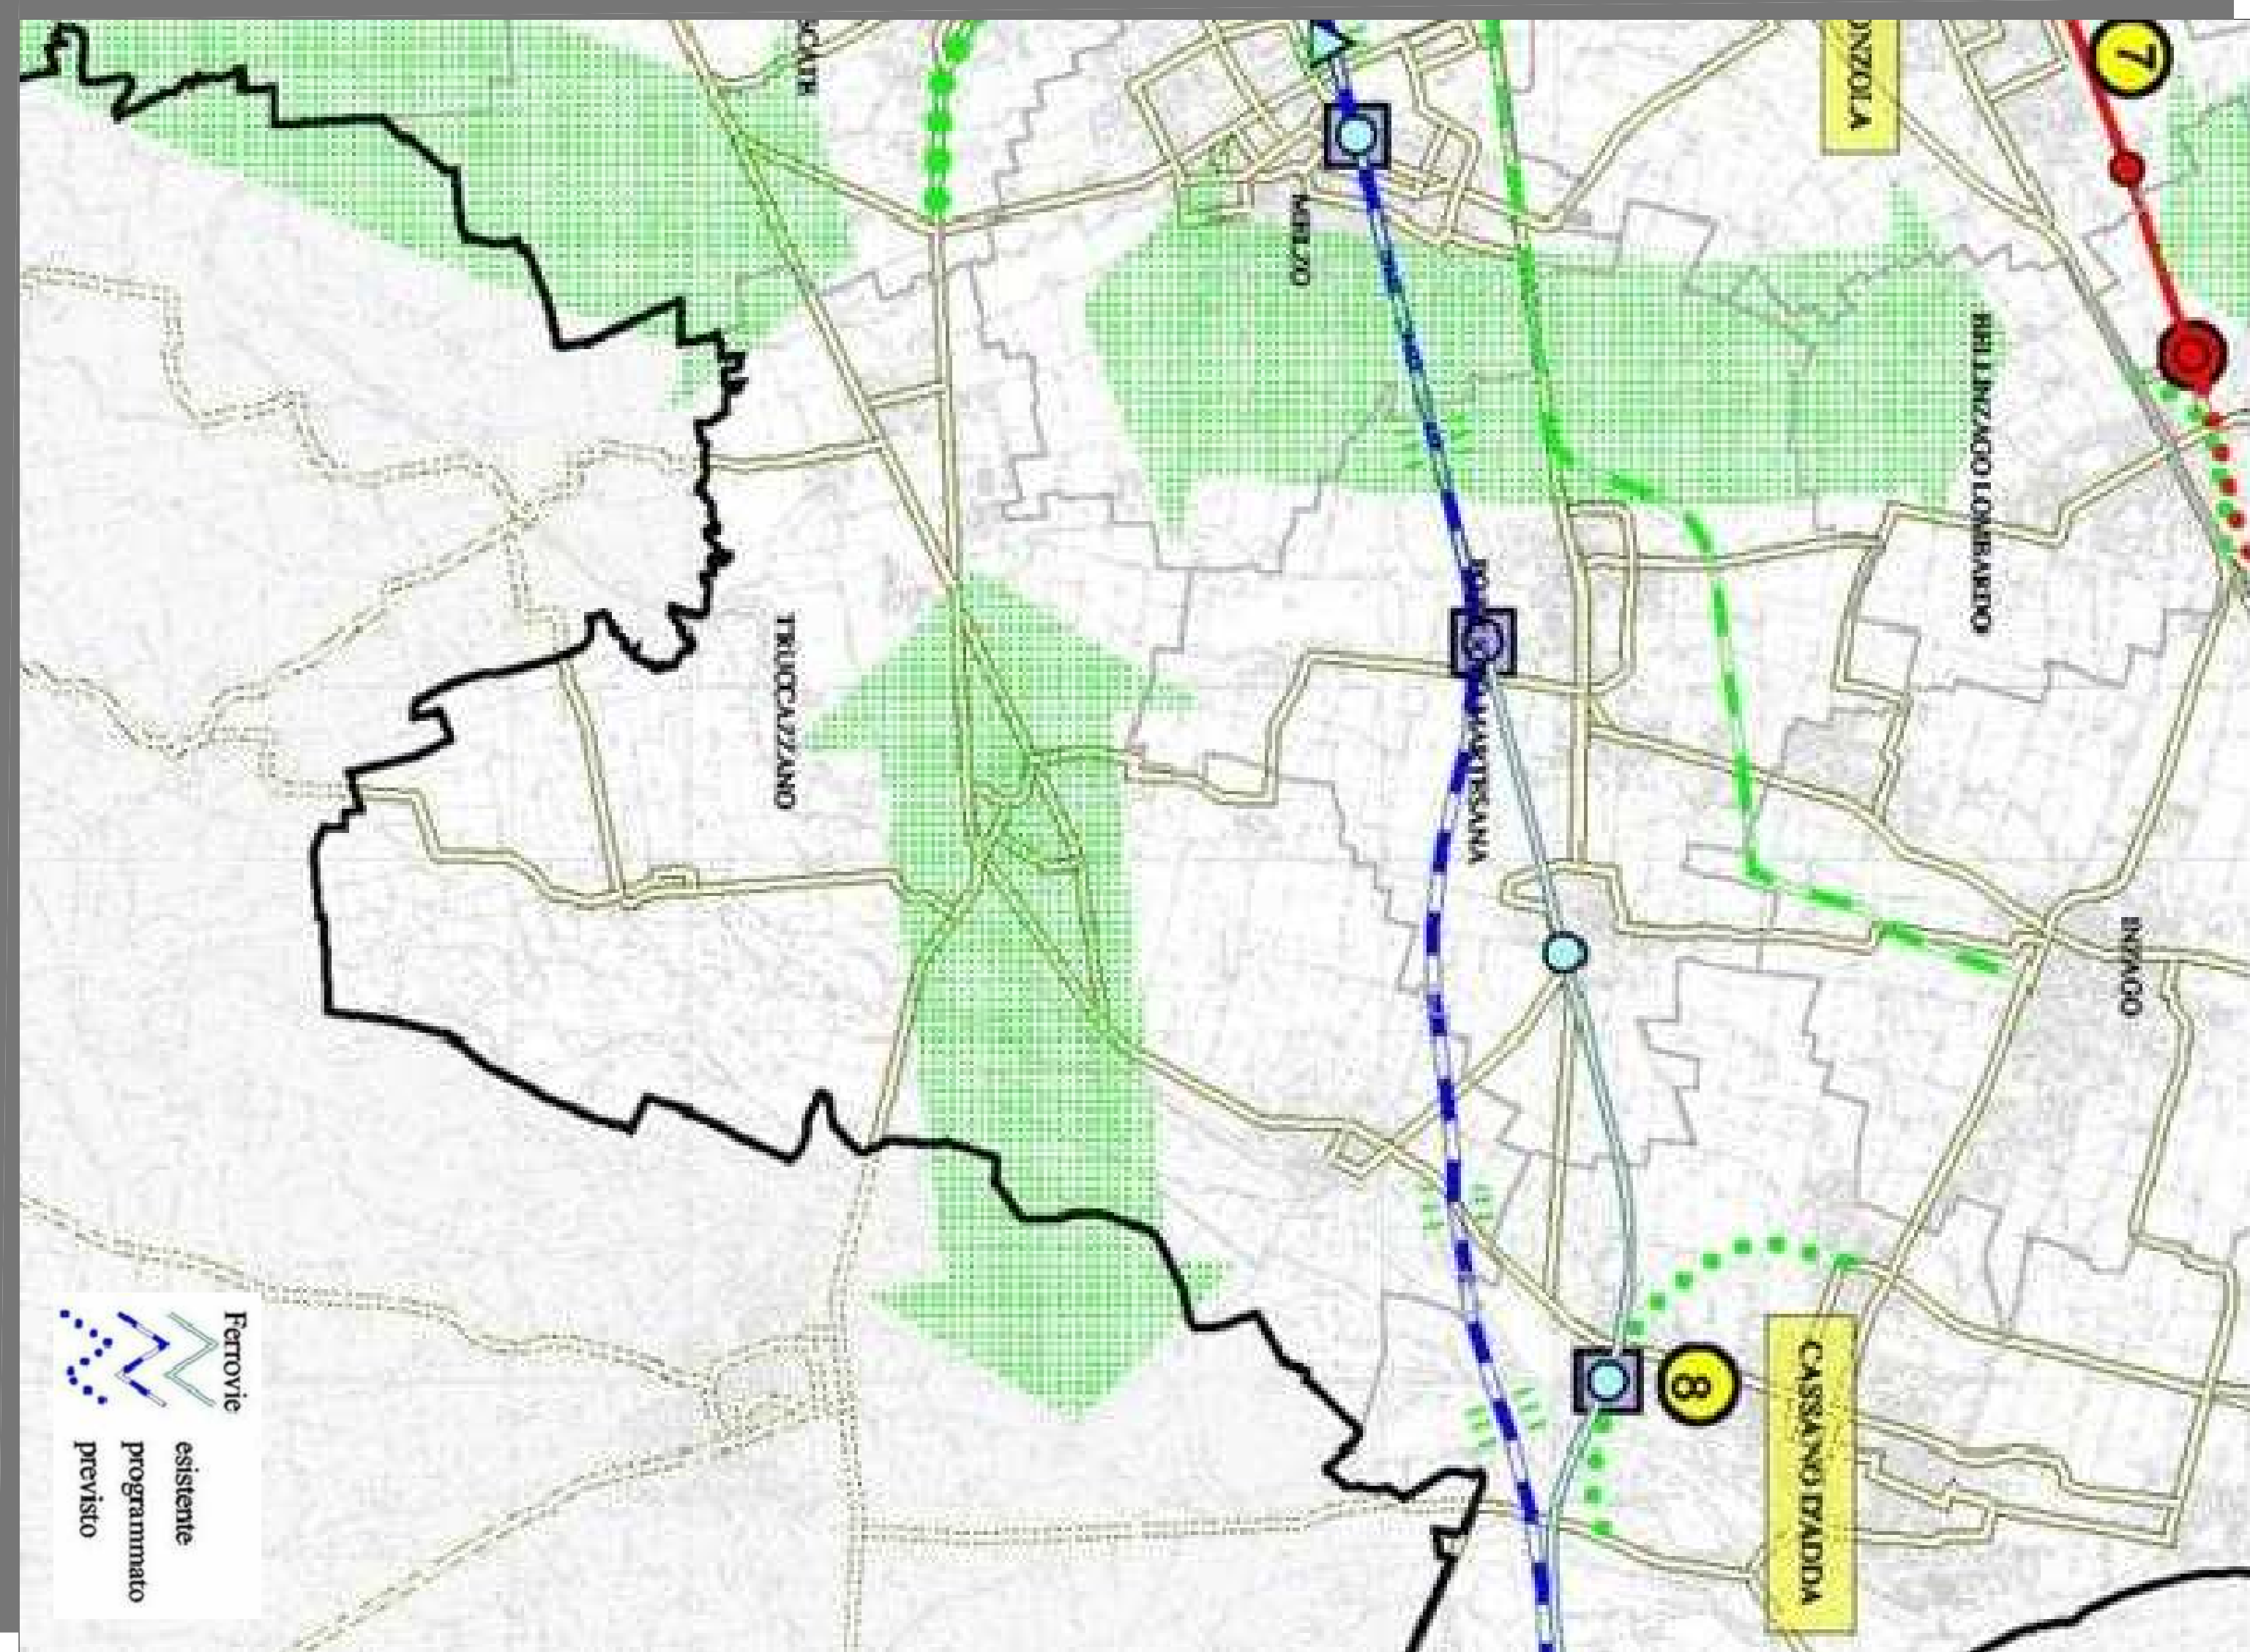 7
BELLINZAGO LOMBARDO
INZAGO
MELZO
TRUCCAZZANO
8
CASSANO D'ADDA
Ferrovie
esistente
programmato
previsto